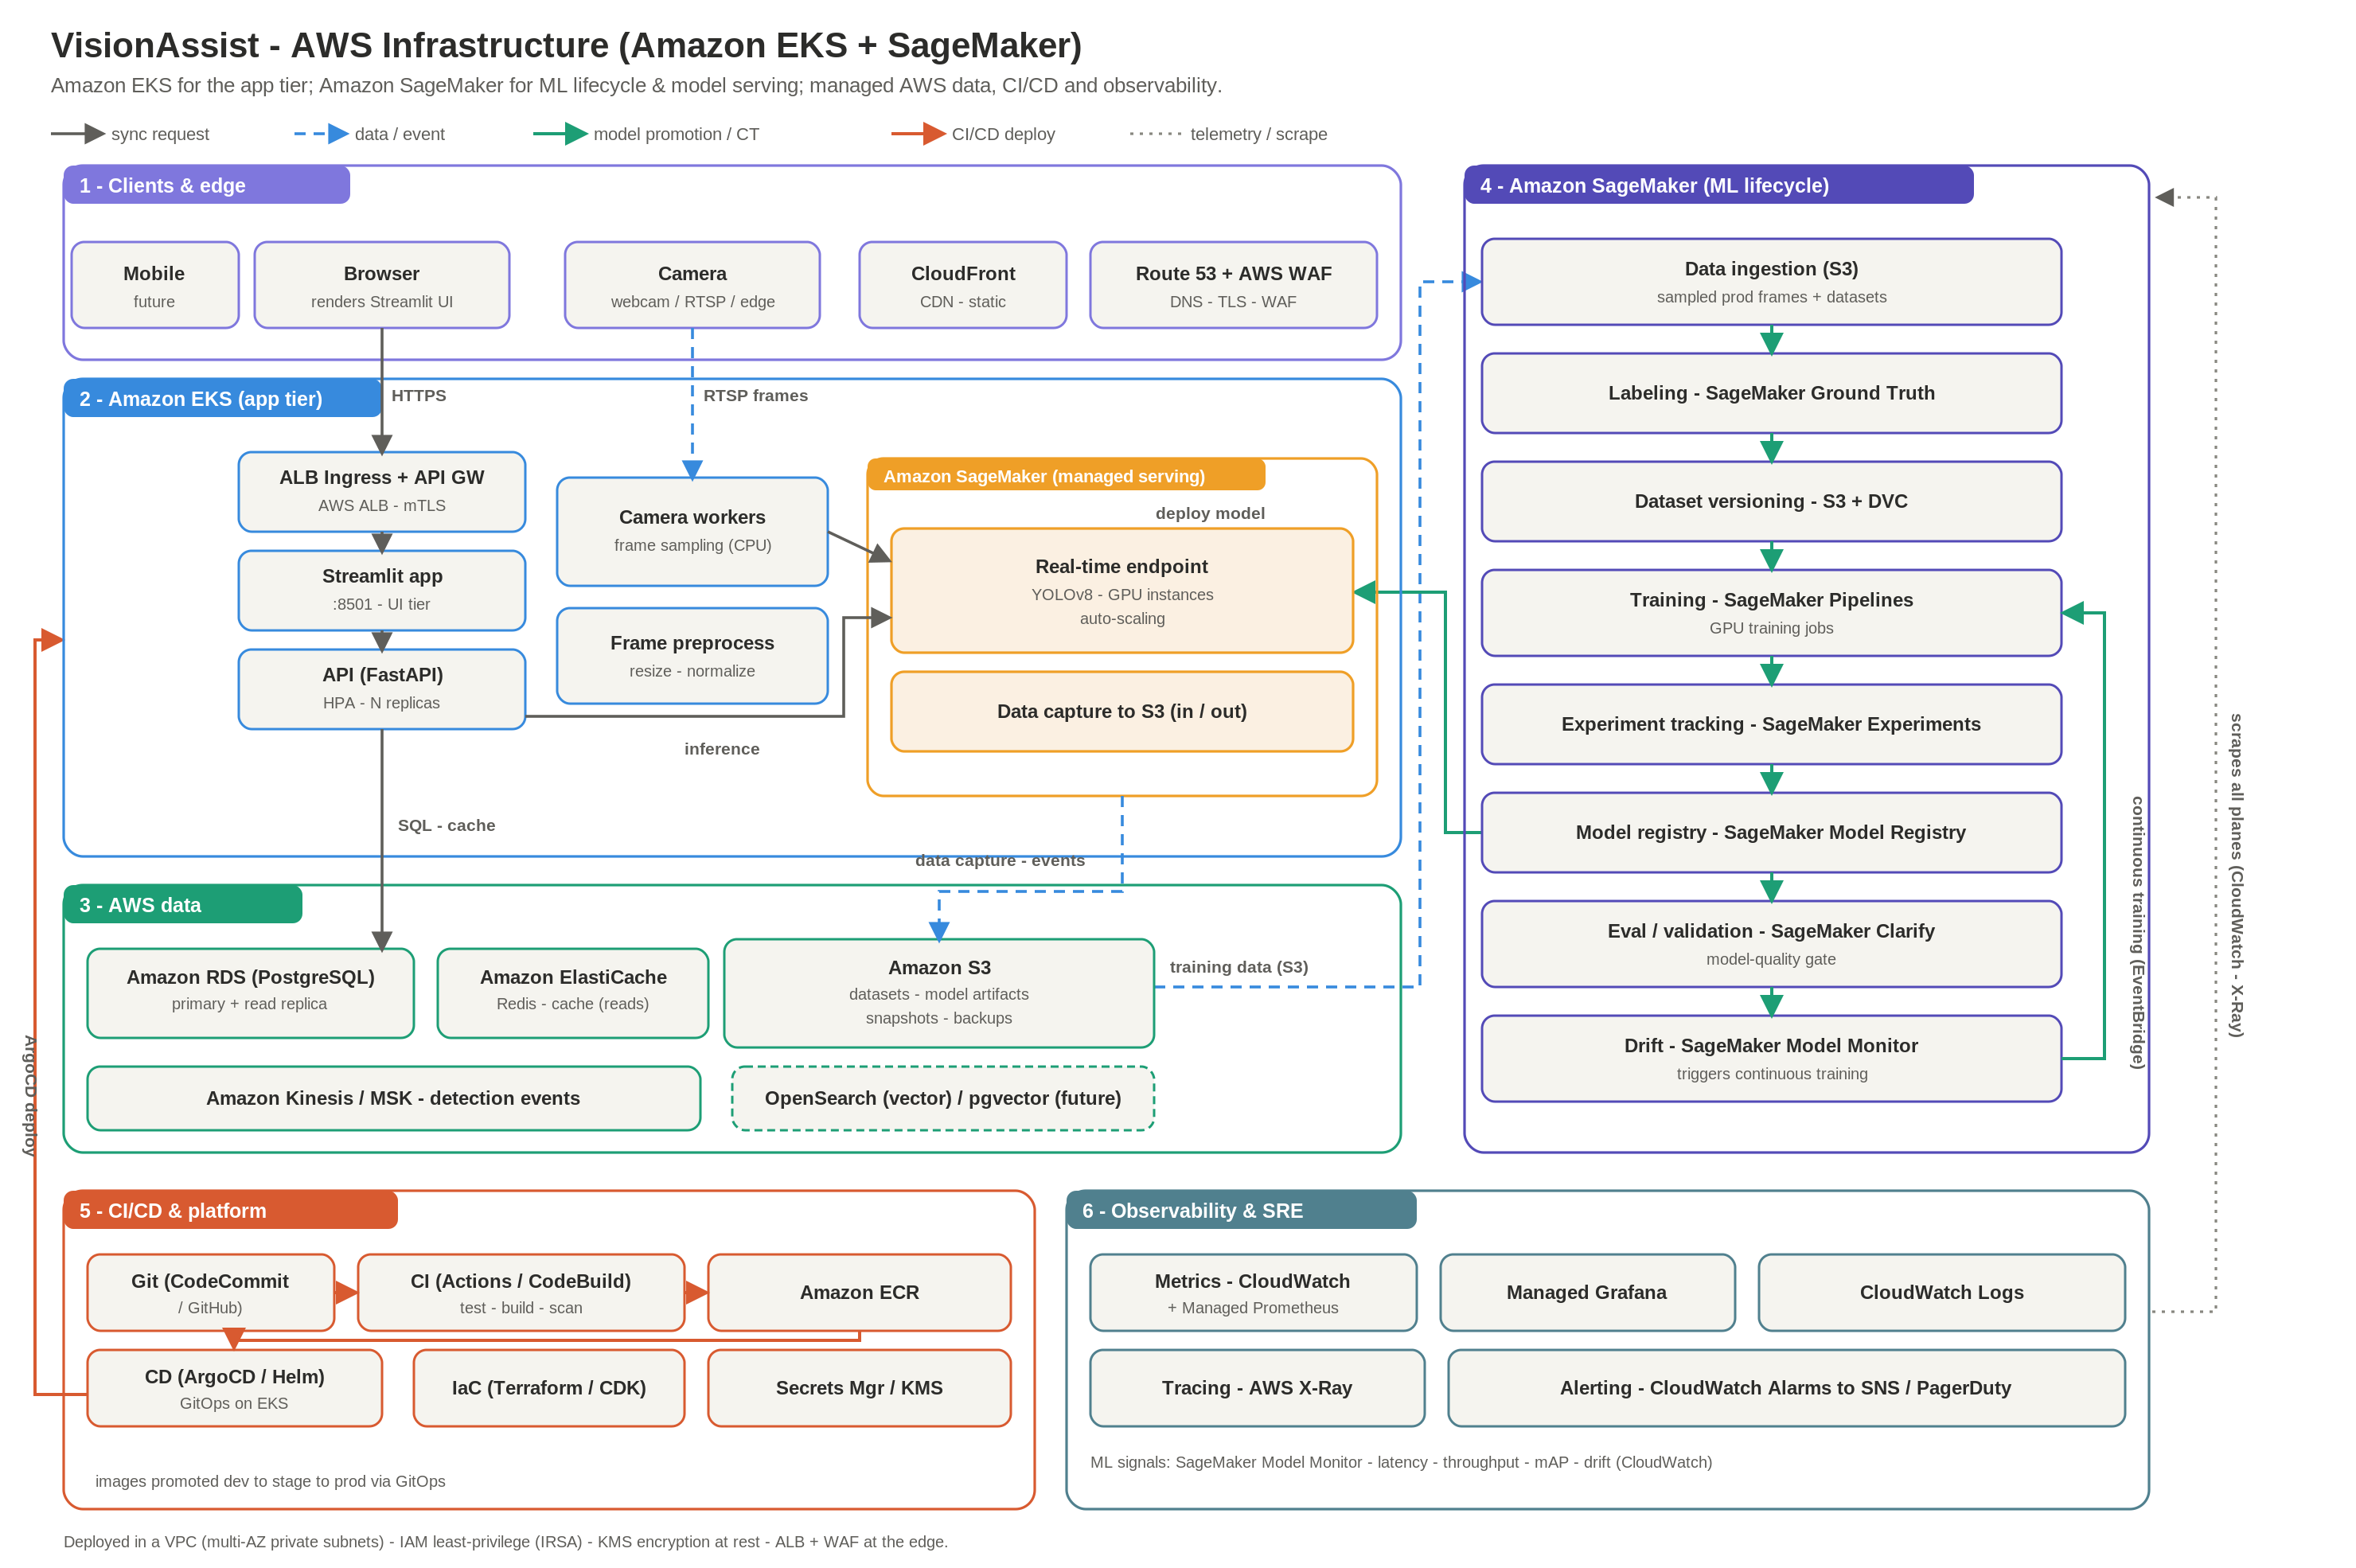 VisionAssist - AWS Infrastructure (Amazon EKS + SageMaker)
Amazon EKS for the app tier; Amazon SageMaker for ML lifecycle & model serving; managed AWS data, CI/CD and observability.
sync request
data / event
model promotion / CT
CI/CD deploy
telemetry / scrape
1 - Clients & edge
Mobile
future
Browser
renders Streamlit UI
Camera
webcam / RTSP / edge
CloudFront
CDN - static
Route 53 + AWS WAF
DNS - TLS - WAF
2 - Amazon EKS (app tier)
HTTPS
RTSP frames
ALB Ingress + API GW
AWS ALB - mTLS
Streamlit app
:8501 - UI tier
API (FastAPI)
HPA - N replicas
Camera workers
frame sampling (CPU)
Frame preprocess
resize - normalize
inference
SQL - cache
Amazon SageMaker (managed serving)
deploy model
Real-time endpoint
YOLOv8 - GPU instances
auto-scaling
Data capture to S3 (in / out)
data capture - events
3 - AWS data
Amazon RDS (PostgreSQL)
primary + read replica
Amazon ElastiCache
Redis - cache (reads)
Amazon S3
datasets - model artifacts
snapshots - backups
training data (S3)
Amazon Kinesis / MSK - detection events
OpenSearch (vector) / pgvector (future)
4 - Amazon SageMaker (ML lifecycle)
Data ingestion (S3)
sampled prod frames + datasets
Labeling - SageMaker Ground Truth
Dataset versioning - S3 + DVC
Training - SageMaker Pipelines
GPU training jobs
Experiment tracking - SageMaker Experiments
Model registry - SageMaker Model Registry
Eval / validation - SageMaker Clarify
model-quality gate
Drift - SageMaker Model Monitor
triggers continuous training
continuous training (EventBridge)
scrapes all planes (CloudWatch - X-Ray)
ArgoCD deploy
5 - CI/CD & platform
Git (CodeCommit
/ GitHub)
CI (Actions / CodeBuild)
test - build - scan
Amazon ECR
CD (ArgoCD / Helm)
GitOps on EKS
IaC (Terraform / CDK)
Secrets Mgr / KMS
images promoted dev to stage to prod via GitOps
6 - Observability & SRE
Metrics - CloudWatch
+ Managed Prometheus
Managed Grafana
CloudWatch Logs
Tracing - AWS X-Ray
Alerting - CloudWatch Alarms to SNS / PagerDuty
ML signals: SageMaker Model Monitor - latency - throughput - mAP - drift (CloudWatch)
Deployed in a VPC (multi-AZ private subnets) - IAM least-privilege (IRSA) - KMS encryption at rest - ALB + WAF at the edge.